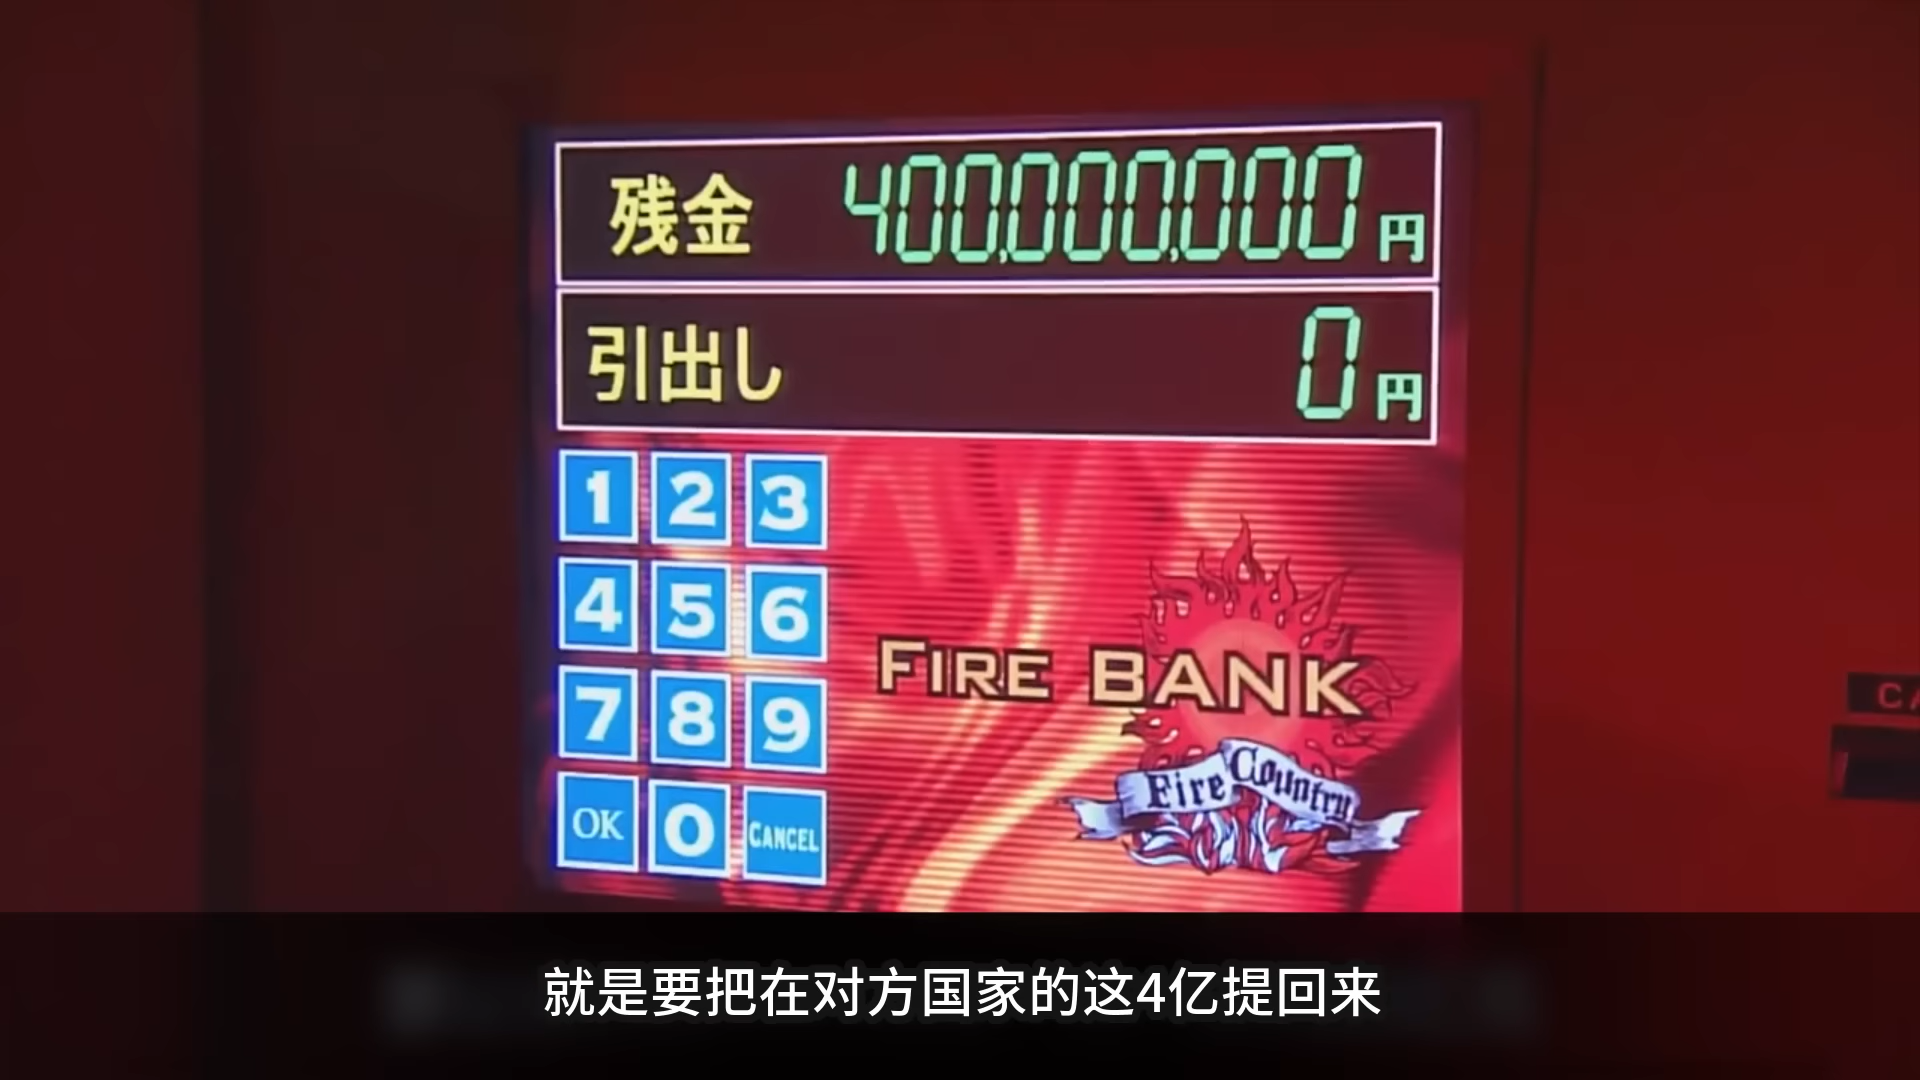 残金 400,000,000円
引出し 0円
1 2 3
4 5 6
7 8 9
OK 0 CANCEL
FIRE BANK
Fire Country
就是要把在对方国家的这4亿提回来